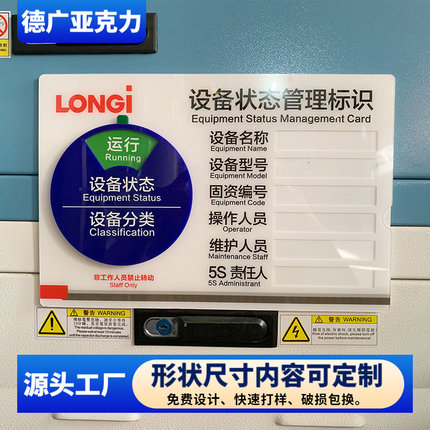 德广亚克力
LONGi
设备状态管理标识
Equipment Status Management Card
运行
Running
设备状态
Equipment Status
设备分类
Classification
非工作人员禁止转动
Staff Only
设备名称
Equipment Name
设备型号
Equipment Model
固资编号
Equipment Code
操作人员
Operator
维护人员
Maintenance Staff
5S 责任人
5S Administrant
警告 WARNING
警告 WARNING
源头工厂
形状尺寸内容可定制
免费设计、快速打样、破损包换。